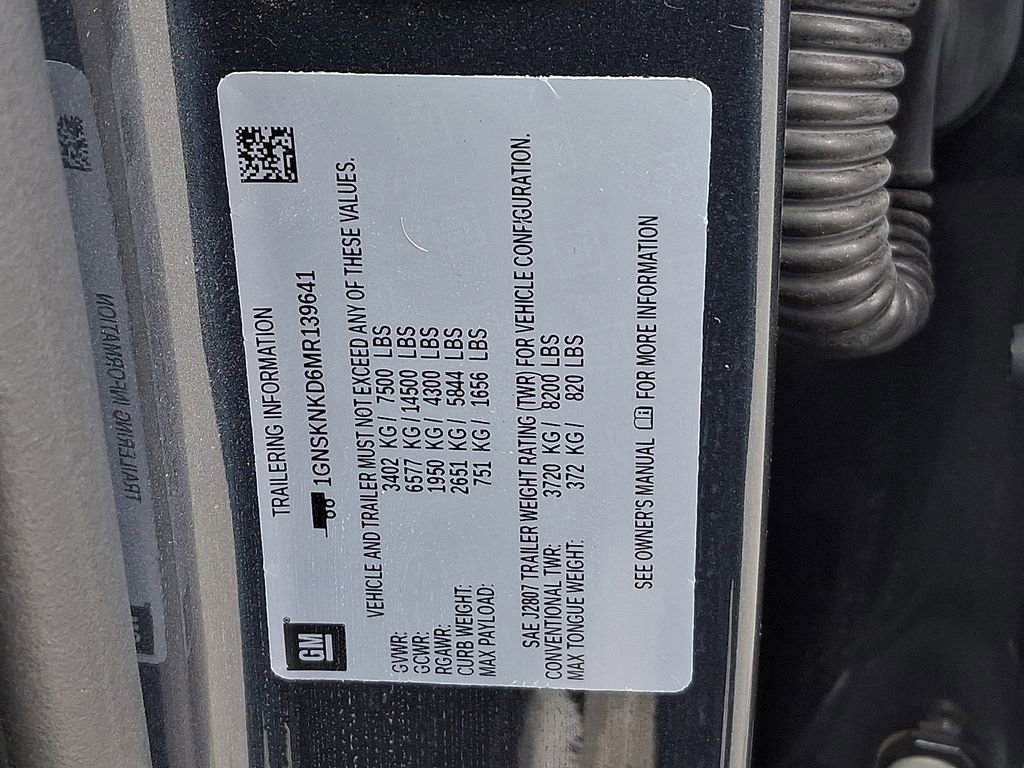 GM
TRAILERING INFORMATION
1GNSKNKD6MR139641
VEHICLE AND TRAILER MUST NOT EXCEED ANY OF THESE VALUES.
GVWR: 3402 KG / 7500 LBS
GCWR: 6577 KG / 14500 LBS
RGAWR: 1950 KG / 4300 LBS
CURB WEIGHT: 2651 KG / 5844 LBS
MAX PAYLOAD: 751 KG / 1656 LBS
SAE J2807 TRAILER WEIGHT RATING (TWR) FOR VEHICLE CONFIGURATION.
CONVENTIONAL TWR: 3720 KG / 8200 LBS
MAX TONGUE WEIGHT: 372 KG / 820 LBS
SEE OWNER'S MANUAL FOR MORE INFORMATION
TRAILERING INFORMATION